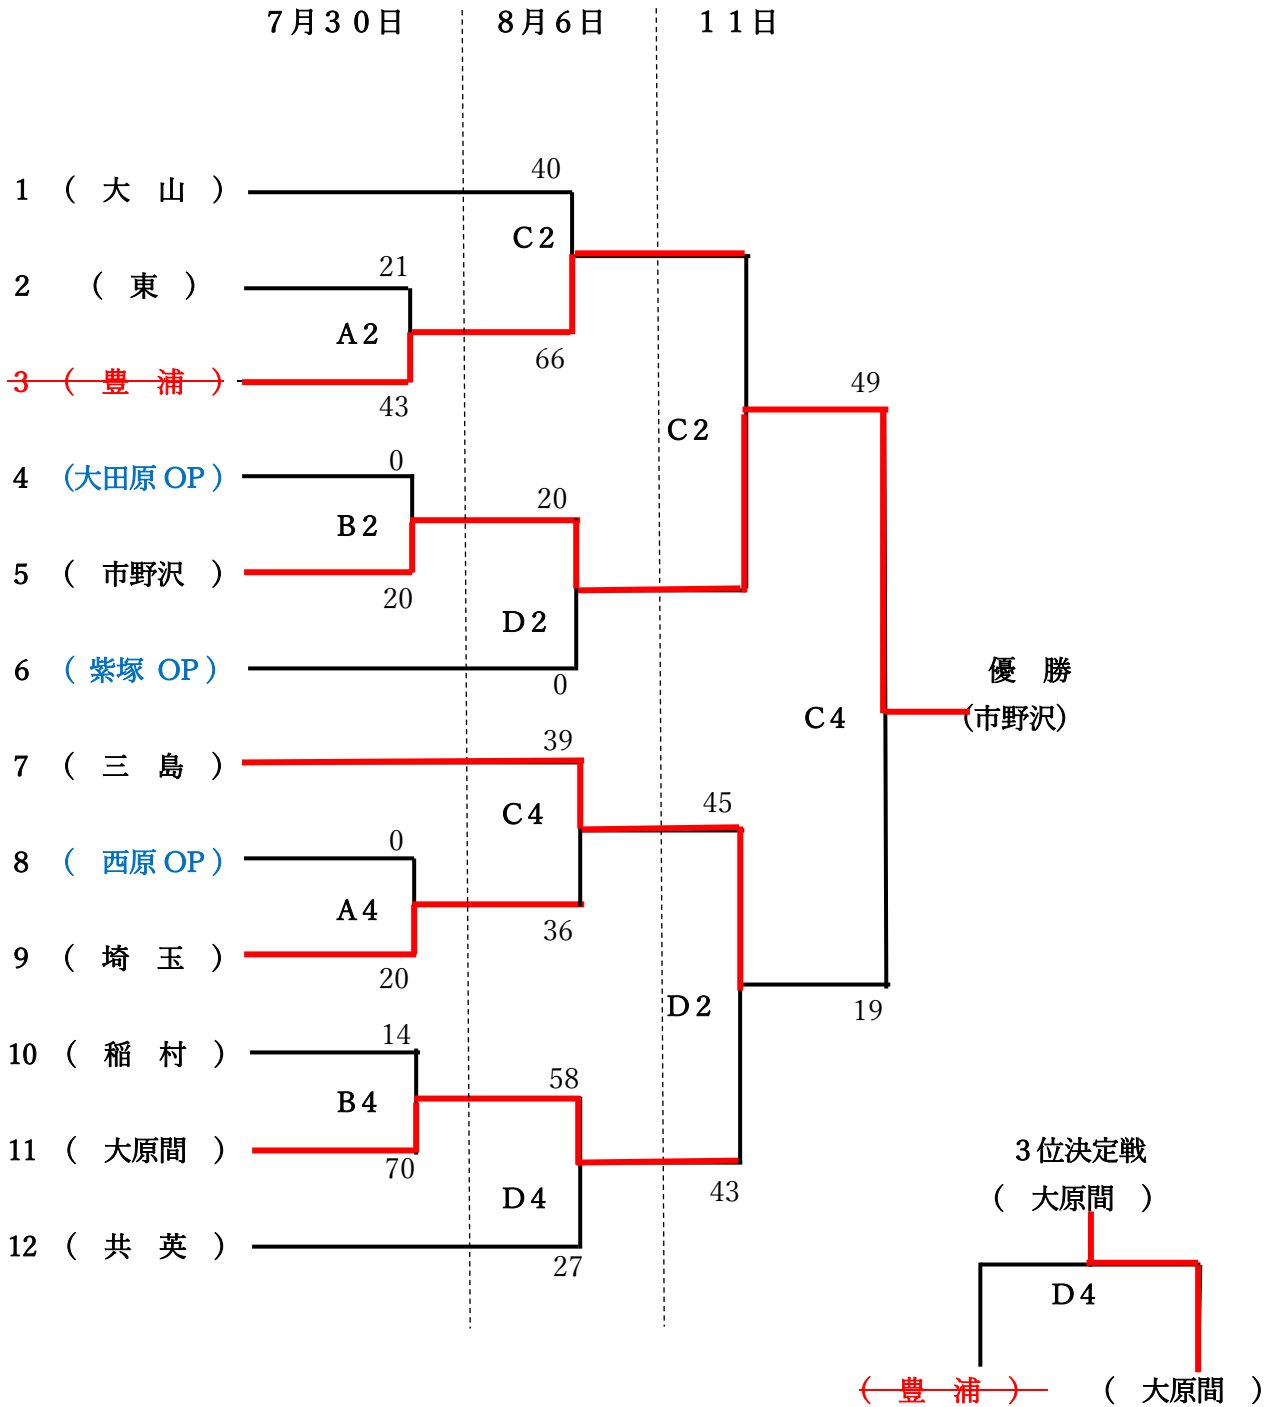 7月30日 8月6日 11日
40
1 ( 大 山 )
C2
21
2 ( 東 )
A2
66
3 ( 豊 浦 )
43
49
C2
0
4 (大田原 OP )
20
B2
5 ( 市野沢 )
20
D2
6 ( 紫塚 OP )
0
優 勝
(市野沢)
C4
39
7 ( 三 島 )
45
C4
0
8 ( 西原 OP )
A4
36
9 ( 埼 玉 )
20
D2
19
14
10 ( 稲 村 )
58
B4
11 ( 大原間 )
70
3位決定戦
43
D4
( 大原間 )
12 ( 共 英 )
27
D4
( 豊 浦 ) ( 大原間 )